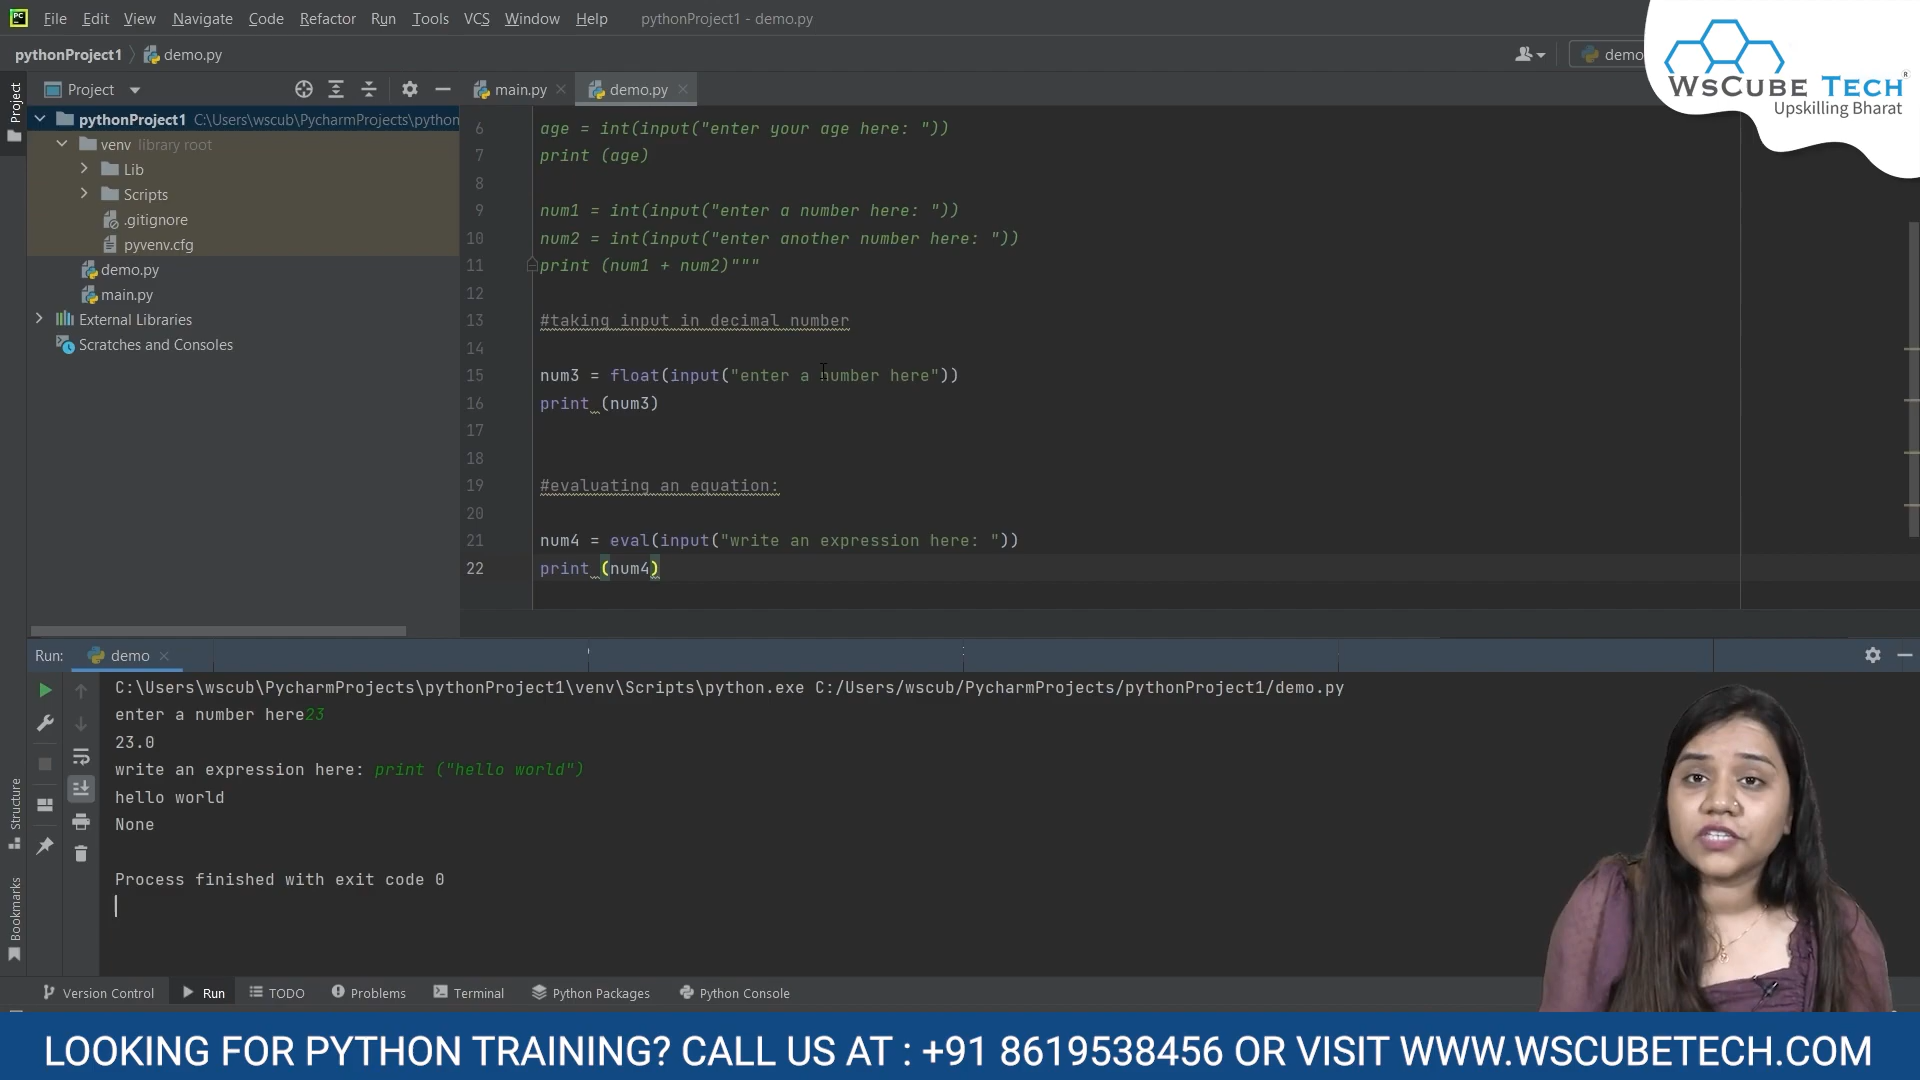 File Edit View Navigate Code Refactor Run Tools VCS Window Help pythonProject1 - demo.py
pythonProject1 demo.py
demo
WsCube Tech®
Upskilling Bharat
Project
Project
main.py
demo.py
pythonProject1 C:\Users\wscub\PycharmProjects\python
venv library root
Lib
Scripts
.gitignore
pyvenv.cfg
demo.py
main.py
External Libraries
Scratches and Consoles
6 age = int(input("enter your age here: "))
7 print (age)
8
9 num1 = int(input("enter a number here: "))
10 num2 = int(input("enter another number here: "))
11 print (num1 + num2)"""
12
13 #taking input in decimal number
14
15 num3 = float(input("enter a number here"))
16 print (num3)
17
18
19 #evaluating an equation:
20
21 num4 = eval(input("write an expression here: "))
22 print (num4)
Run: demo
C:\Users\wscub\PycharmProjects\pythonProject1\venv\Scripts\python.exe C:/Users/wscub/PycharmProjects/pythonProject1/demo.py
enter a number here23
23.0
write an expression here: print ("hello world")
hello world
None
Process finished with exit code 0
Structure
Bookmarks
Version Control Run TODO Problems Terminal Python Packages Python Console
LOOKING FOR PYTHON TRAINING? CALL US AT : +91 8619538456 OR VISIT WWW.WSCUBETECH.COM